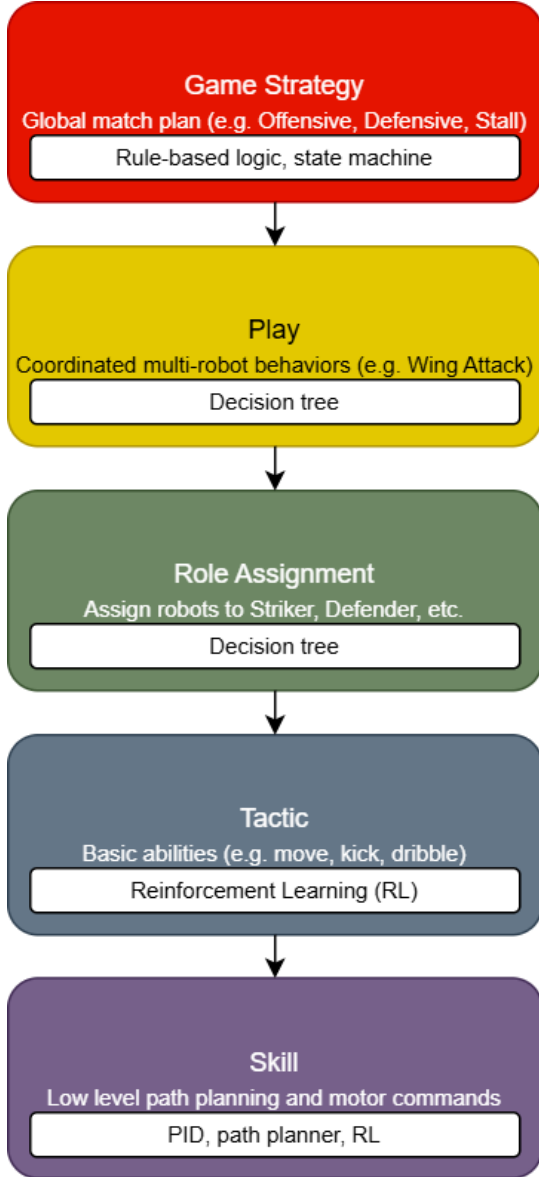 Game Strategy
Global match plan (e.g. Offensive, Defensive, Stall)
Rule-based logic, state machine
Play
Coordinated multi-robot behaviors (e.g. Wing Attack)
Decision tree
Role Assignment
Assign robots to Striker, Defender, etc.
Decision tree
Tactic
Basic abilities (e.g. move, kick, dribble)
Reinforcement Learning (RL)
Skill
Low level path planning and motor commands
PID, path planner, RL